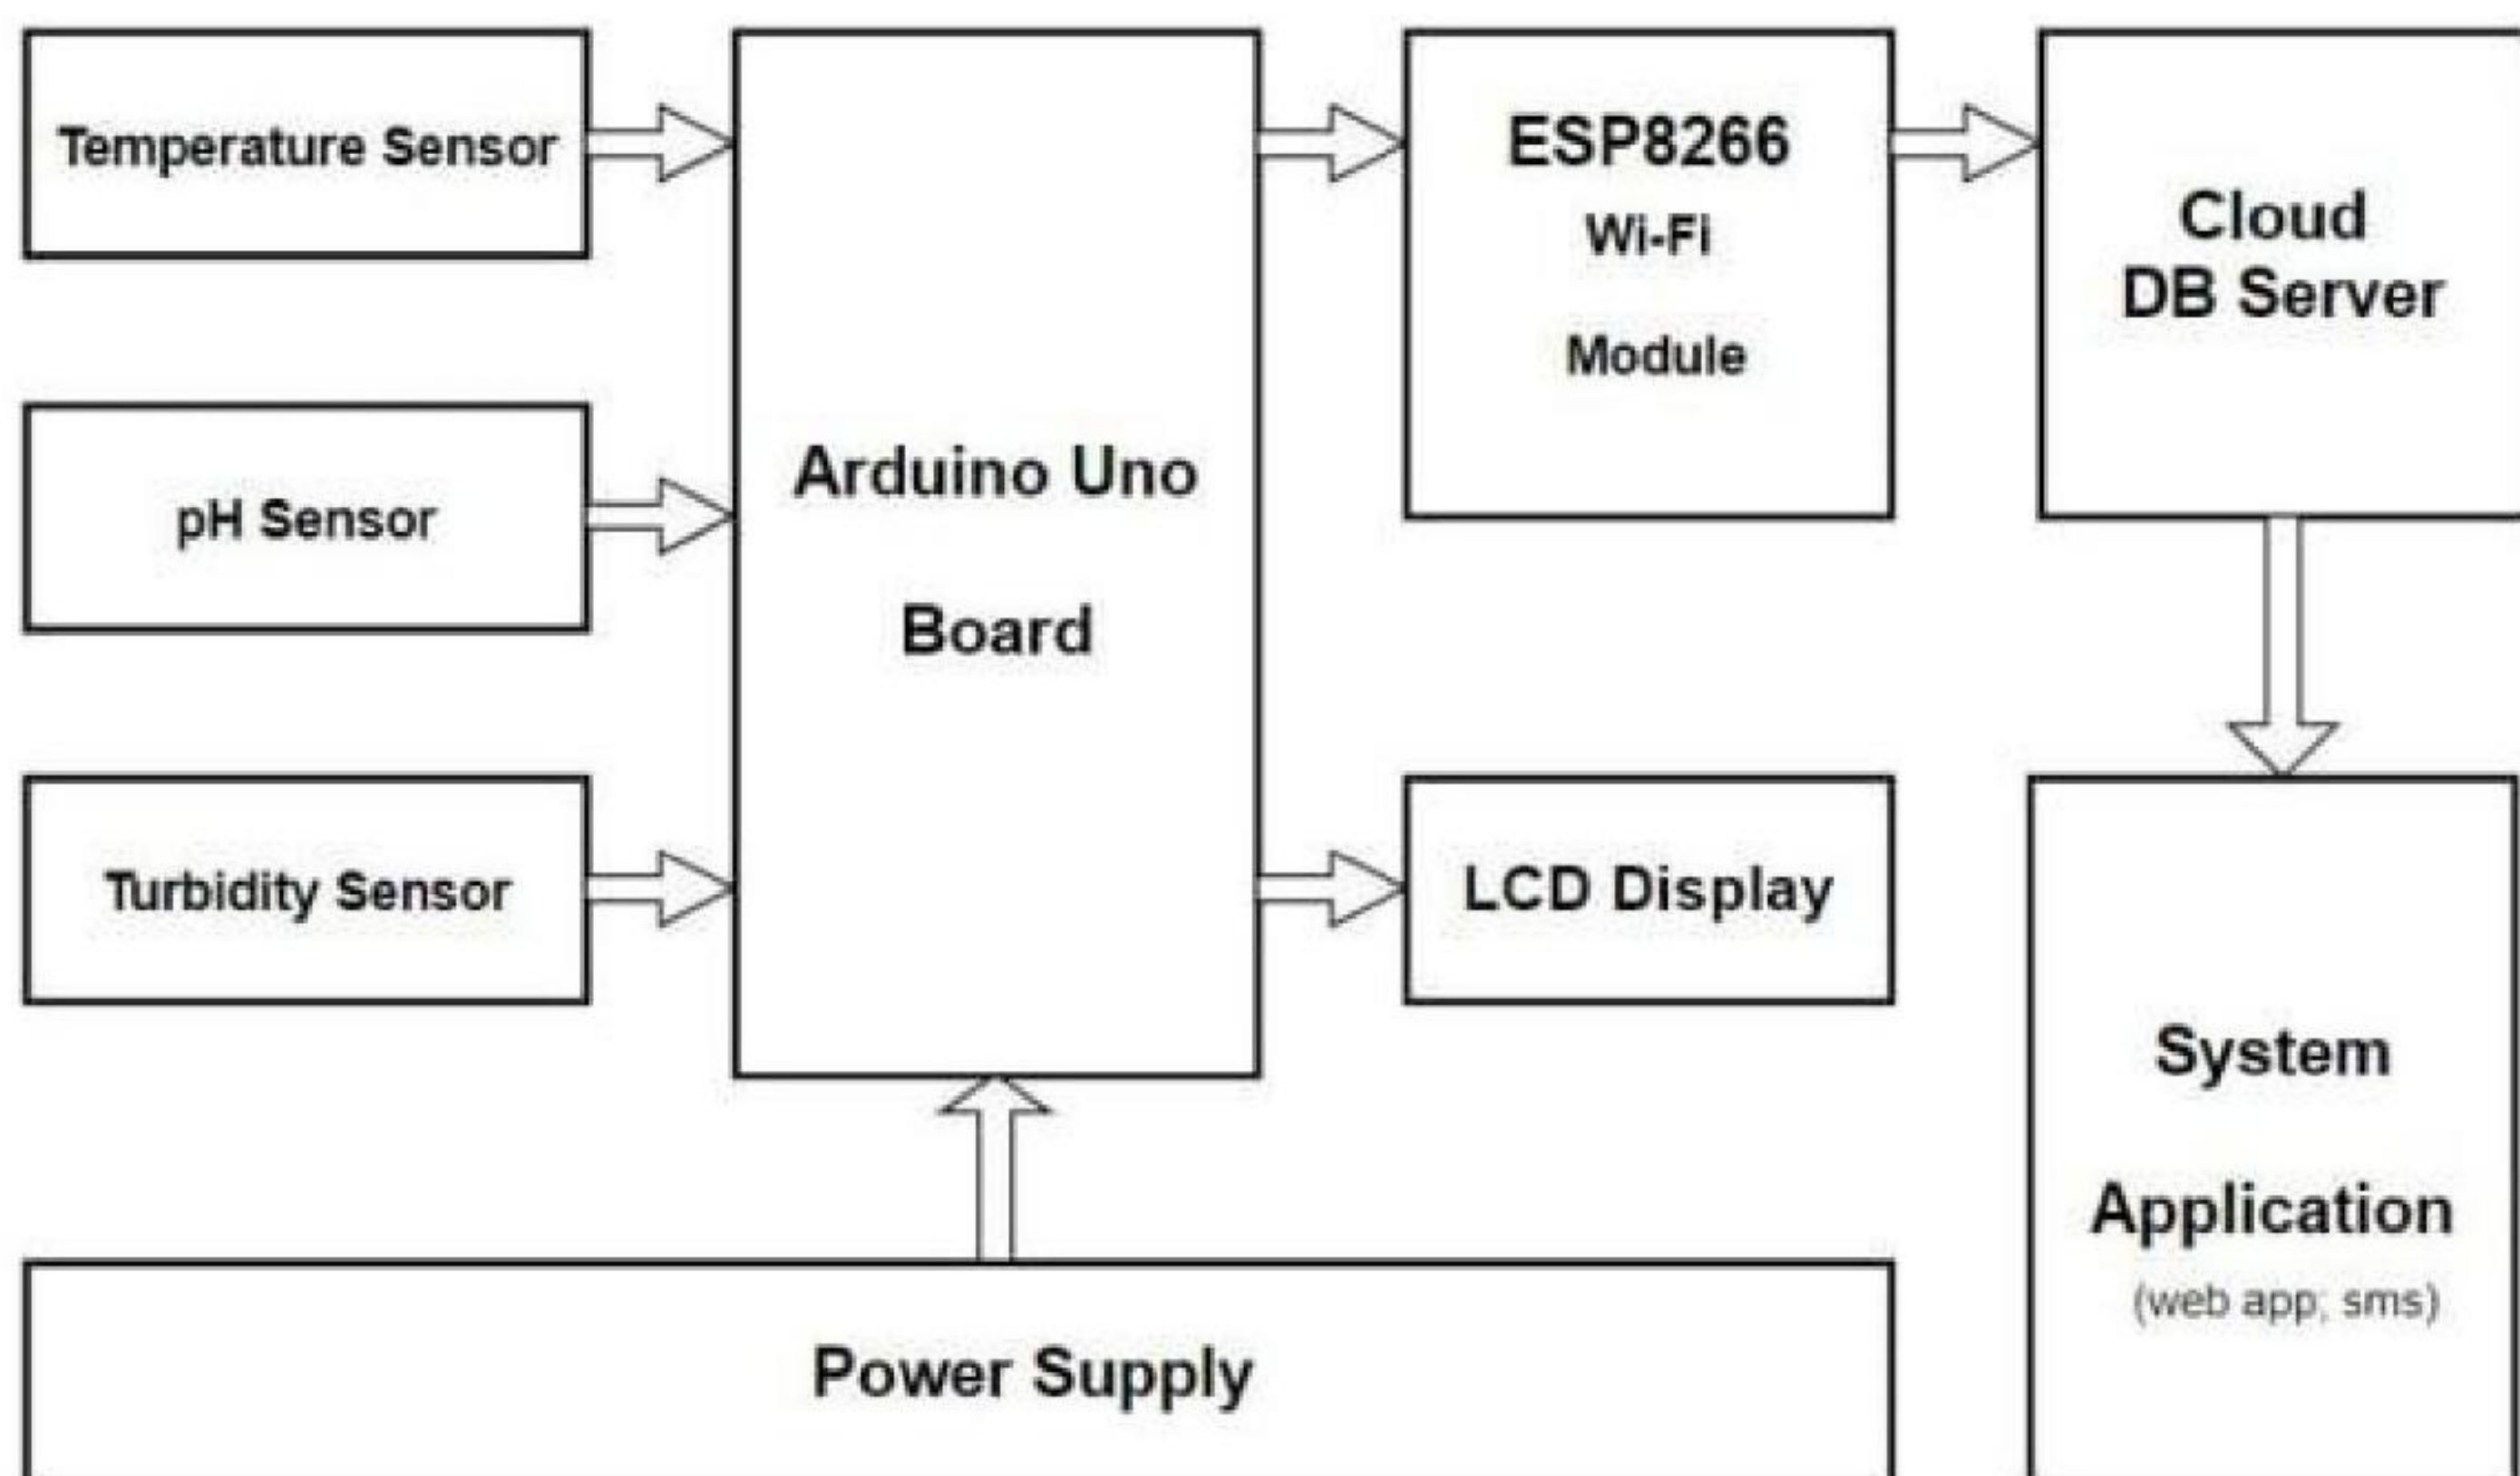 Temperature Sensor
pH Sensor
Turbidity Sensor
Arduino Uno
Board
ESP8266
Wi-Fi
Module
LCD Display
Cloud
DB Server
System
Application
(web app; sms)
Power Supply